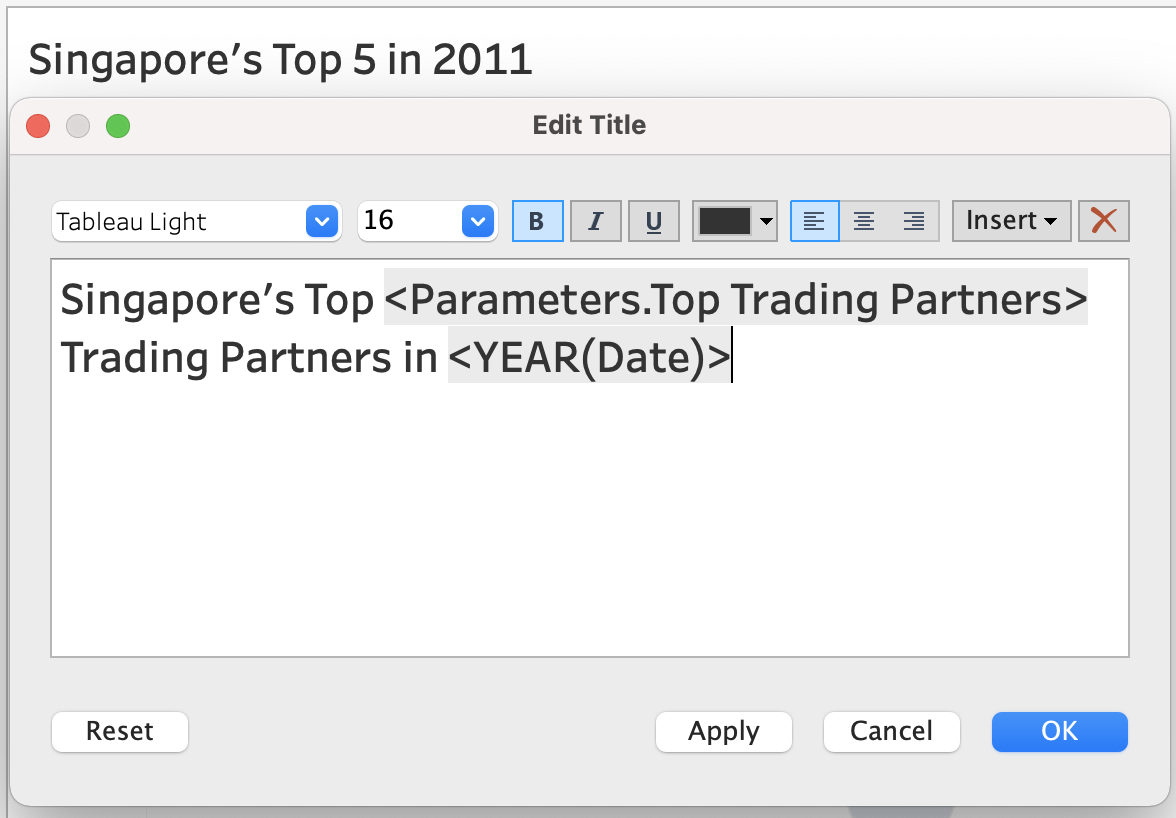 Singapore’s Top 5 in 2011
Edit Title
Tableau Light 16 B I U Insert
Singapore’s Top <Parameters.Top Trading Partners>
Trading Partners in <YEAR(Date)>
Reset Apply Cancel OK